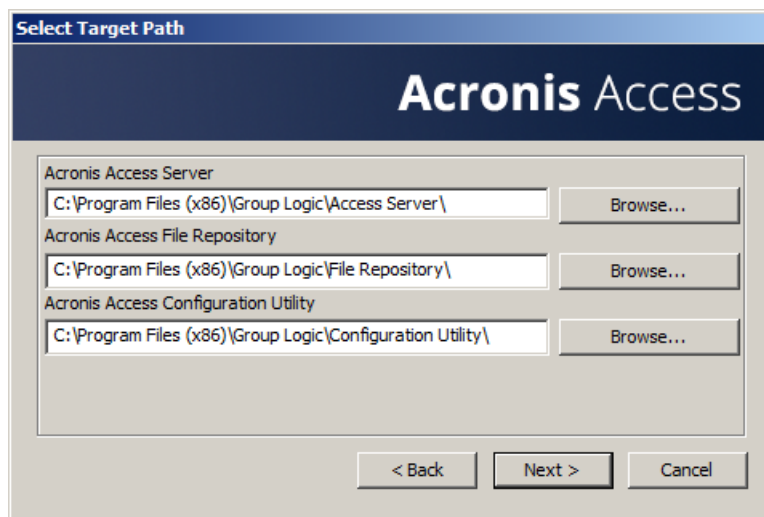 Select Target Path
Acronis Access
Acronis Access Server
C:\Program Files (x86)\Group Logic\Access Server\ Browse...
Acronis Access File Repository
C:\Program Files (x86)\Group Logic\File Repository\ Browse...
Acronis Access Configuration Utility
C:\Program Files (x86)\Group Logic\Configuration Utility\ Browse...
< Back Next > Cancel